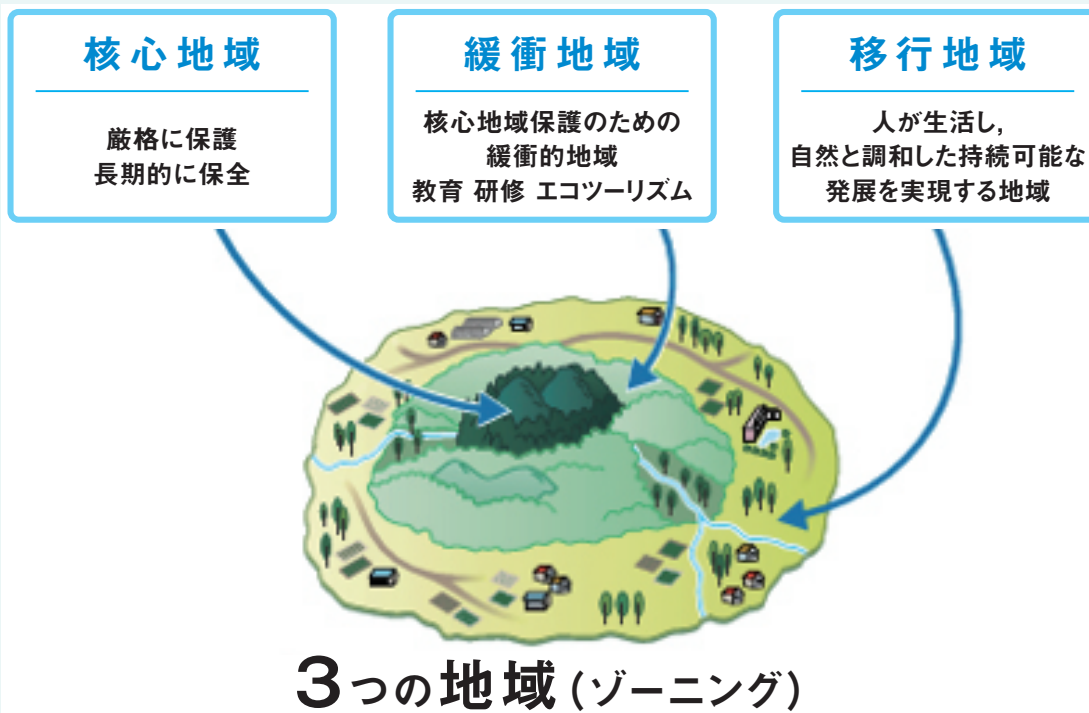 核心地域
厳格に保護
長期的に保全
緩衝地域
核心地域保護のための
緩衝的地域
教育 研修 エコツーリズム
移行地域
人が生活し,
自然と調和した持続可能な
発展を実現する地域
3つの地域(ゾーニング)